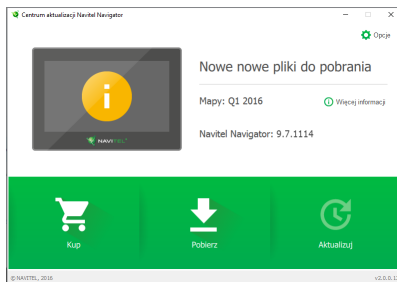 Centrum aktualizacji Navitel Navigator
Opcje
Nowe nowe pliki do pobrania
Mapy: Q1 2016
Więcej informacji
NAVITEL
Navitel Navigator: 9.7.1114
Kup
Pobierz
Aktualizuj
© NAVITEL, 2016